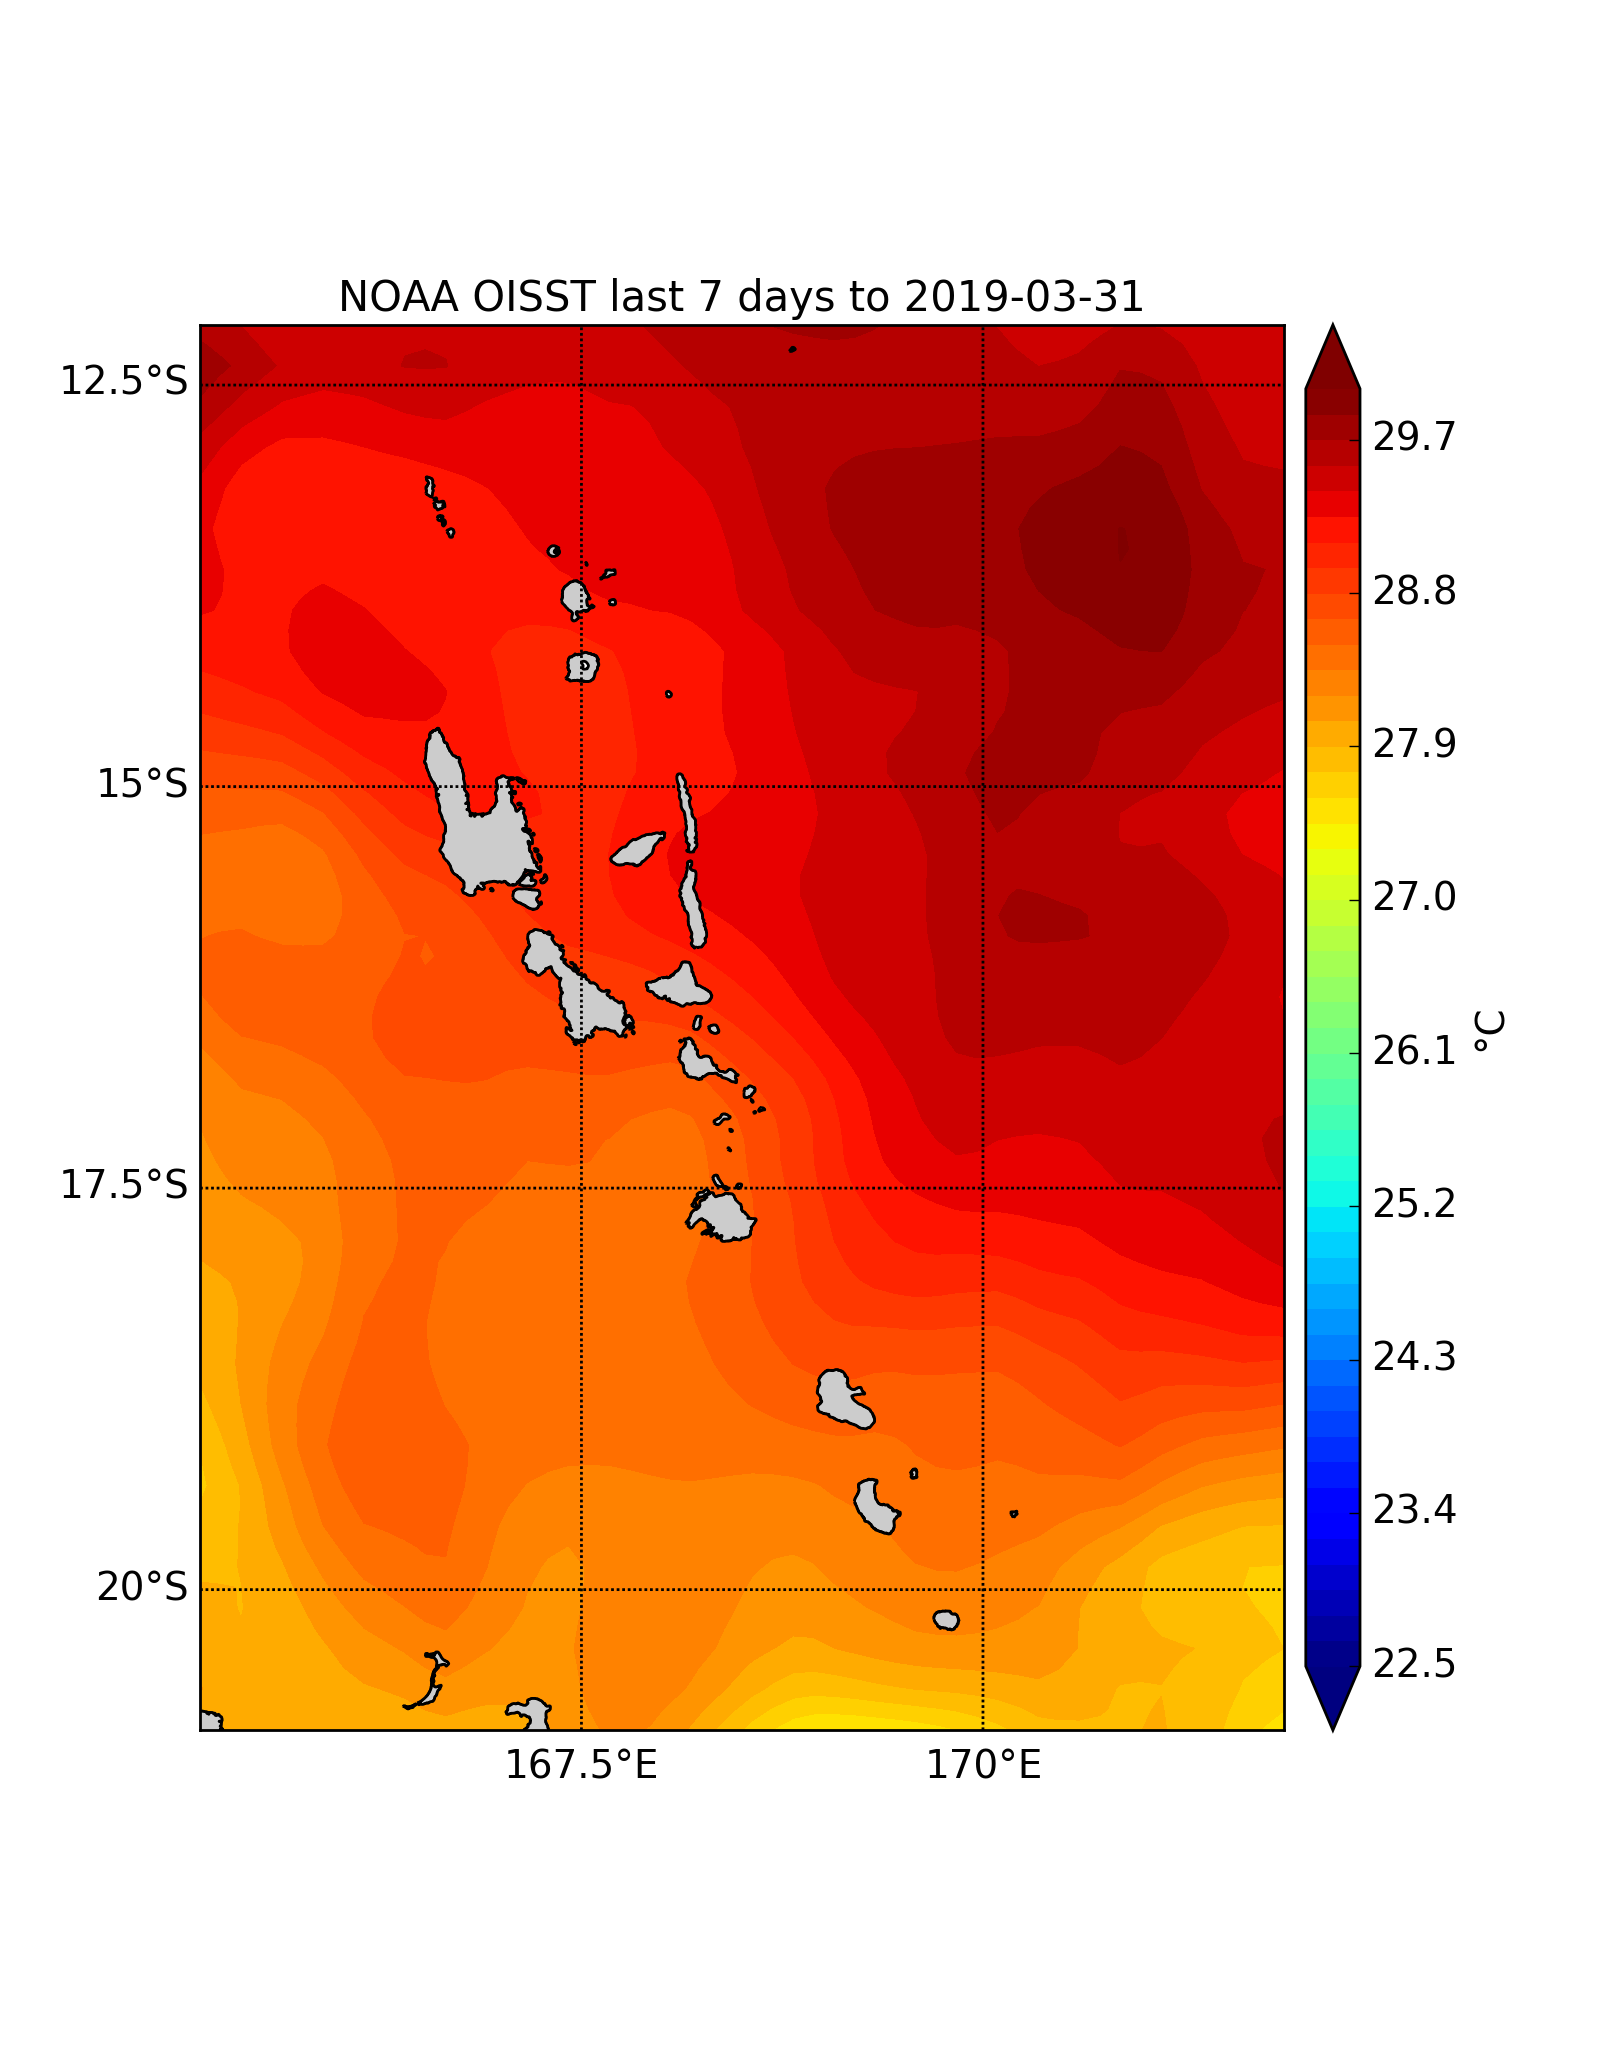 NOAA OISST last 7 days to 2019-03-31
12.5°S
15°S
17.5°S
20°S
167.5°E
170°E
29.7
28.8
27.9
27.0
26.1
25.2
24.3
23.4
22.5
°C